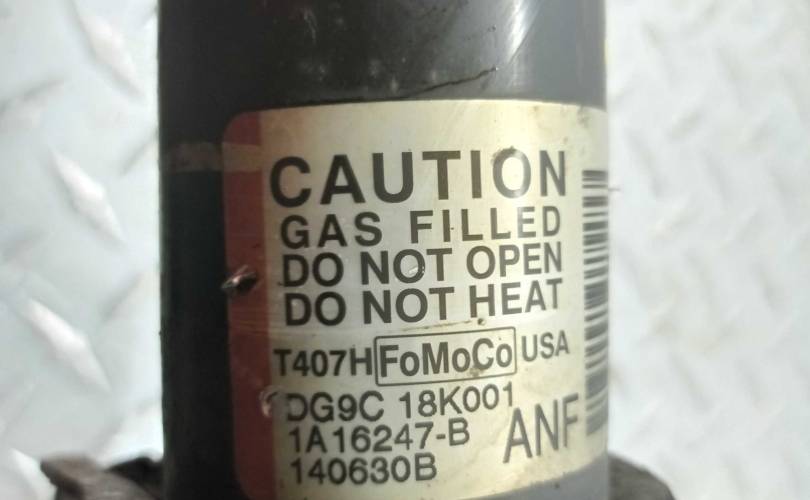 CAUTION
GAS FILLED
DO NOT OPEN
DO NOT HEAT
T407H FoMoCo USA
DG9C 18K001
1A16247-B ANF
140630B